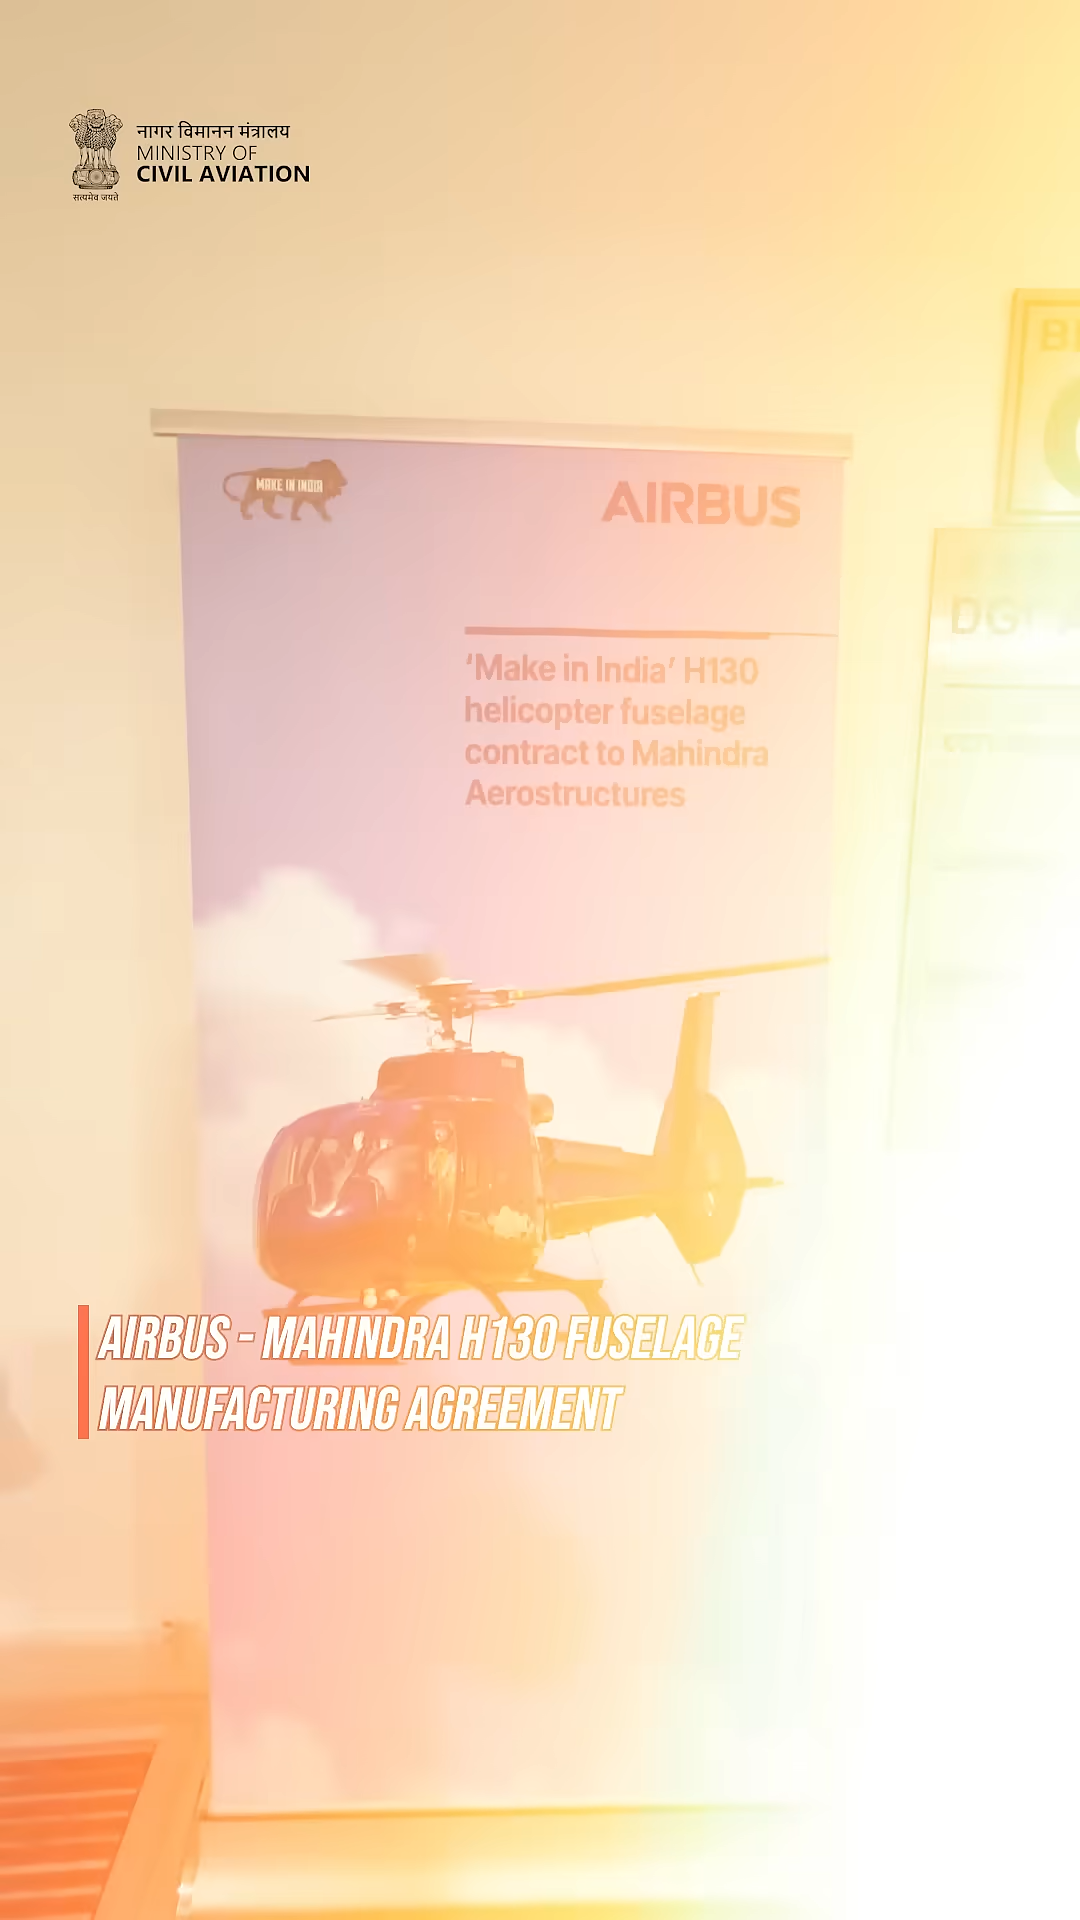 नागर विमानन मंत्रालय
MINISTRY OF
CIVIL AVIATION
सत्यमेव जयते
MAKE IN INDIA
AIRBUS
‘Make in India’ H130
helicopter fuselage
contract to Mahindra
Aerostructures
AIRBUS - MAHINDRA H130 FUSELAGE
MANUFACTURING AGREEMENT